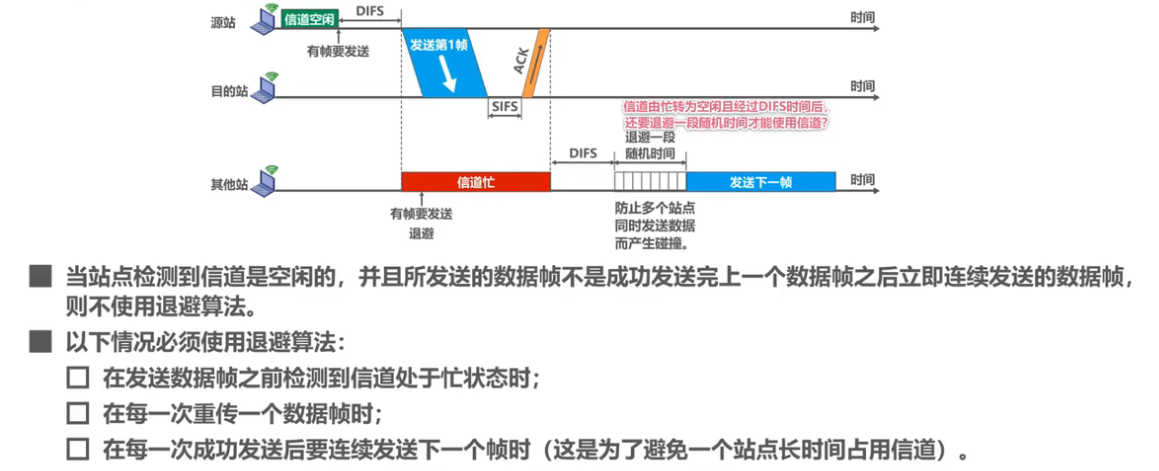 源站
信道空闲
DIFS
时间
有帧要发送
发送第1帧
ACK
目的站
时间
SIFS
信道由忙转为空闲且经过DIFS时间后,
还要退避一段随机时间才能使用信道?
退避一段
随机时间
DIFS
其他站
信道忙
发送下一帧
时间
有帧要发送
退避
防止多个站点
同时发送数据
而产生碰撞。
当站点检测到信道是空闲的，并且所发送的数据帧不是成功发送完上一个数据帧之后立即连续发送的数据帧，
则不使用退避算法。
以下情况必须使用退避算法：
在发送数据帧之前检测到信道处于忙状态时；
在每一次重传一个数据帧时；
在每一次成功发送后要连续发送下一个帧时（这是为了避免一个站点长时间占用信道）。